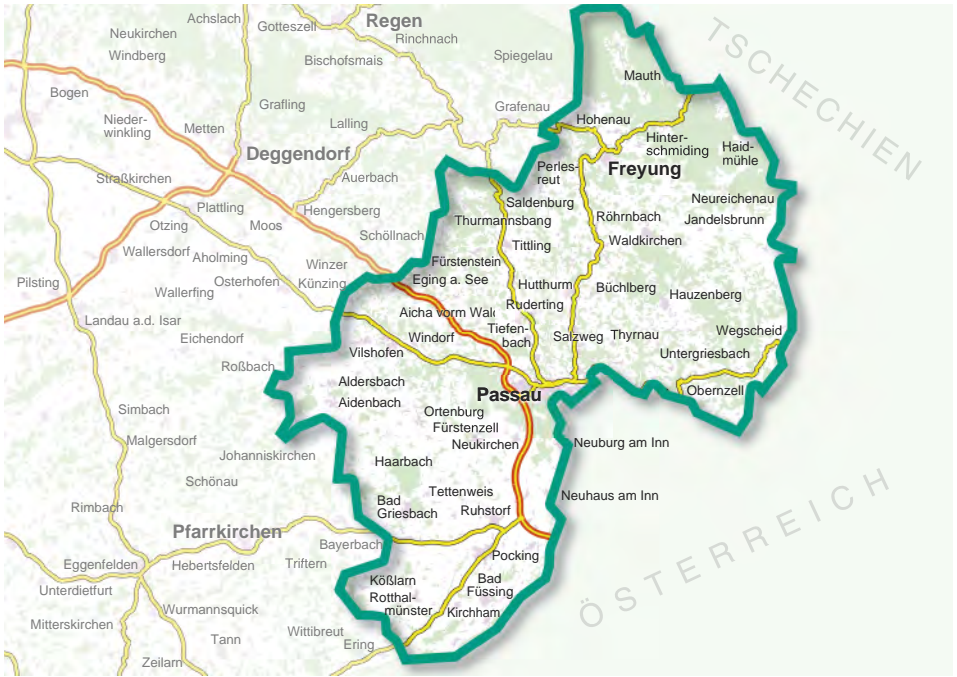 Achslach
Regen
Gotteszell
Rinchnach
Neukirchen
Windberg
Bischofsmais
Spiegelau
TSCHECHIEN
Mauth
Bogen
Grafling
Grafenau
Nieder-
winkling
Metten
Lalling
Hohenau
Hinter-
schmiding
Haid-
mühle
Deggendorf
Perles-
reut
Freyung
Straßkirchen
Auerbach
Saldenburg
Neureichenau
Plattling
Hengersberg
Thurmannsbang
Röhrnbach
Jandelsbrunn
Otzing
Moos
Schöllnach
Tittling
Waldkirchen
Wallersdorf
Aholming
Winzer
Fürstenstein
Pilsting
Wallerfing
Osterhofen
Künzing
Eging a. See
Hutthurm
Büchlberg
Hauzenberg
Landau a.d. Isar
Aicha vorm Wald
Ruderting
Eichendorf
Windorf
Tiefen-
bach
Salzweg
Thyrnau
Wegscheid
Roßbach
Vilshofen
Untergriesbach
Aldersbach
Passau
Obernzell
Simbach
Aidenbach
Ortenburg
Fürstenzell
Malgersdorf
Neukirchen
Neuburg am Inn
Johanniskirchen
Haarbach
Schönau
Tettenweis
Neuhaus am Inn
Rimbach
Bad
Griesbach
Ruhstorf
ÖSTERREICH
Pfarrkirchen
Bayerbach
Pocking
Eggenfelden
Hebertsfelden
Triftern
Unterdietfurt
Kößlarn
Bad
Füssing
Rotthal-
münster
Kirchham
Wurmannsquick
Mitterskirchen
Tann
Wittibreut
Ering
Zeilarn